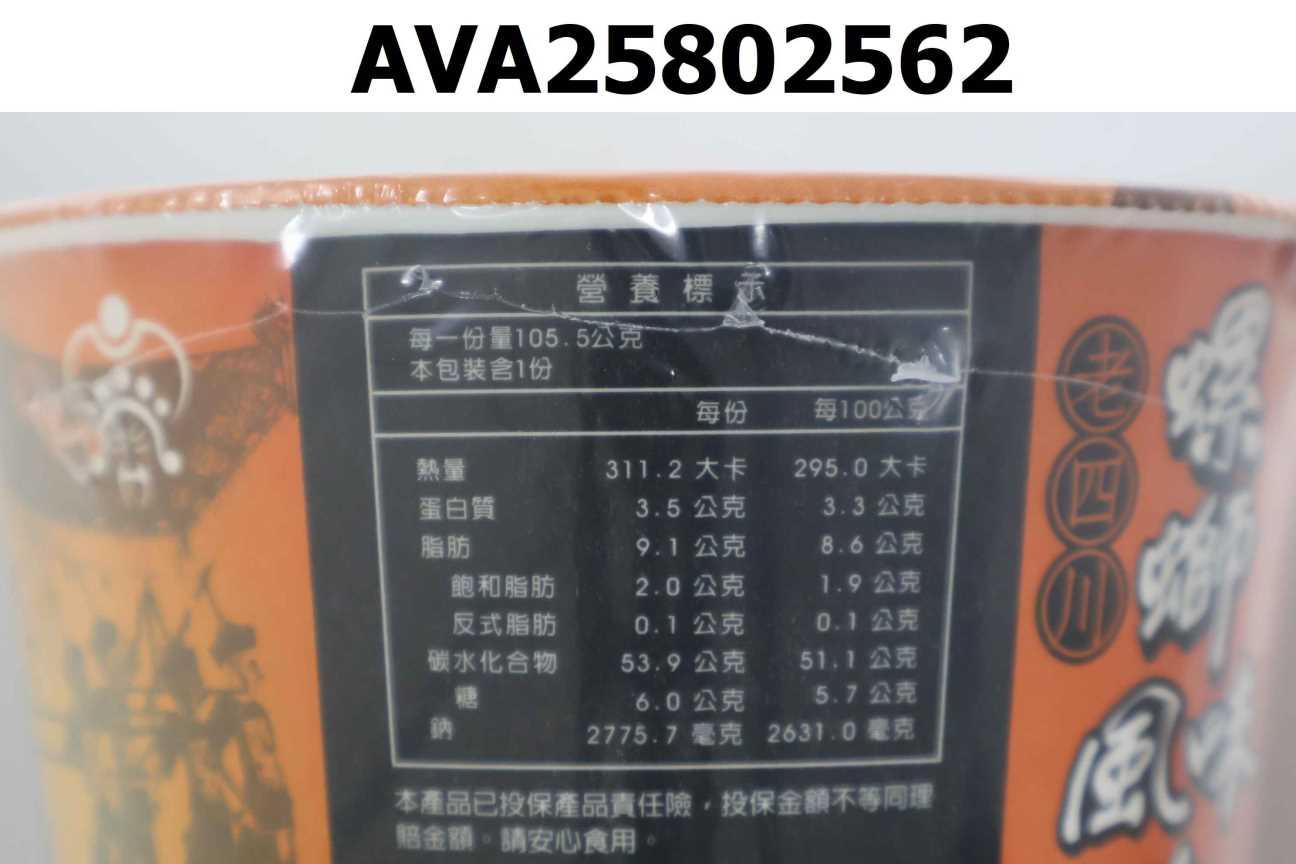 AVA25802562
營養標示
每一份量105.5公克
本包裝含1份
每份 每100公克
熱量 311.2 大卡 295.0 大卡
蛋白質 3.5 公克 3.3 公克
脂肪 9.1 公克 8.6 公克
飽和脂肪 2.0 公克 1.9 公克
反式脂肪 0.1 公克 0.1 公克
碳水化合物 53.9 公克 51.1 公克
糖 6.0 公克 5.7 公克
鈉 2775.7 毫克 2631.0 毫克
本產品已投保產品責任險，投保金額不等同理
賠金額。請安心食用。
老四川
螺螄味
風